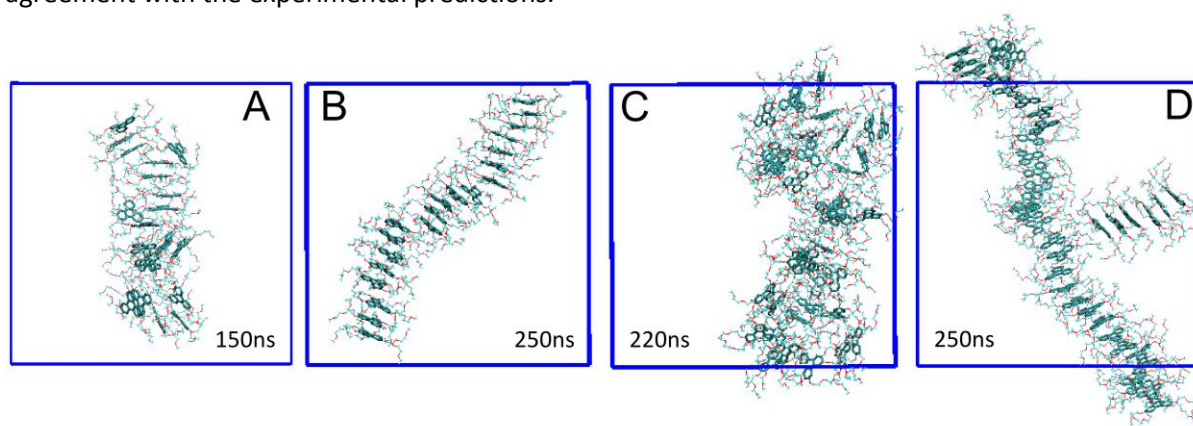 agreement with the experimental predictions.
A B C D
150ns 250ns 220ns 250ns